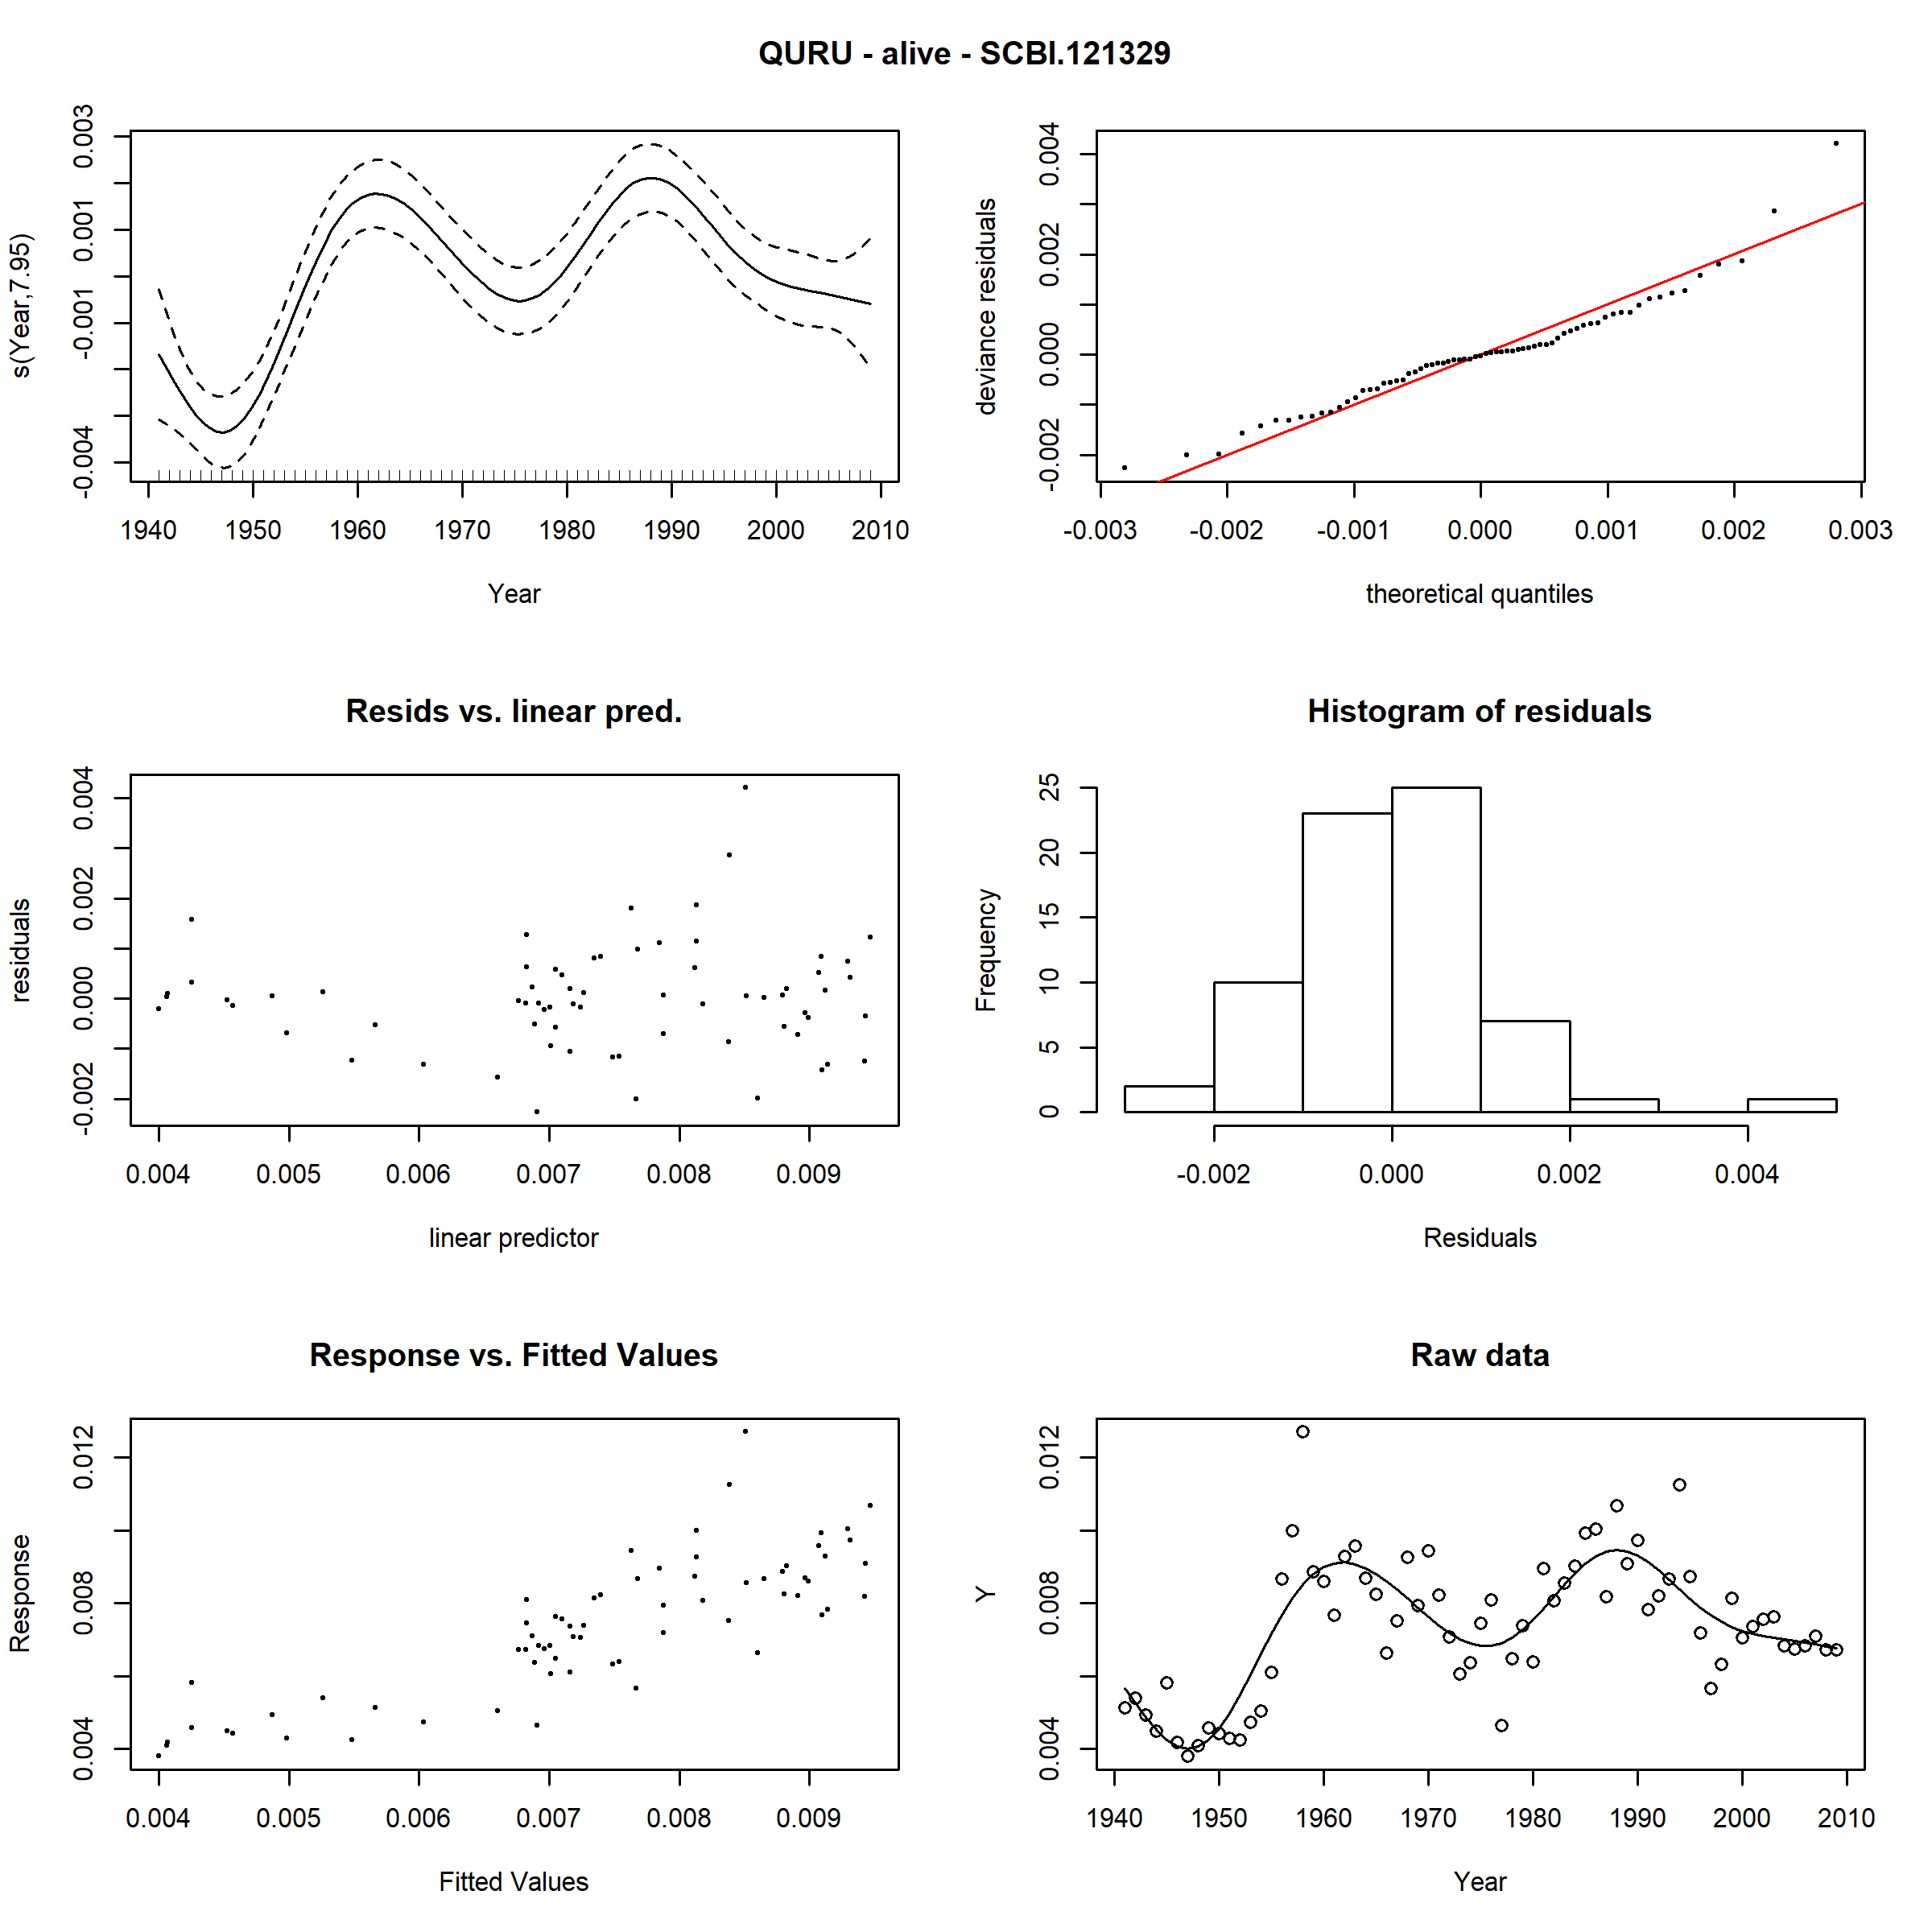 QURU - alive - SCBI.121329
s(Year,7.95)
-0.004 -0.001 0.001 0.003
1940 1950 1960 1970 1980 1990 2000 2010
Year
deviance residuals
-0.002 0.000 0.002 0.004
-0.003 -0.002 -0.001 0.000 0.001 0.002 0.003
theoretical quantiles
Resids vs. linear pred.
residuals
-0.002 0.000 0.002 0.004
0.004 0.005 0.006 0.007 0.008 0.009
linear predictor
Histogram of residuals
Frequency
0 5 10 15 20 25
-0.002 0.000 0.002 0.004
Residuals
Response vs. Fitted Values
Response
0.004 0.008 0.012
0.004 0.005 0.006 0.007 0.008 0.009
Fitted Values
Raw data
Y
0.004 0.008 0.012
1940 1950 1960 1970 1980 1990 2000 2010
Year